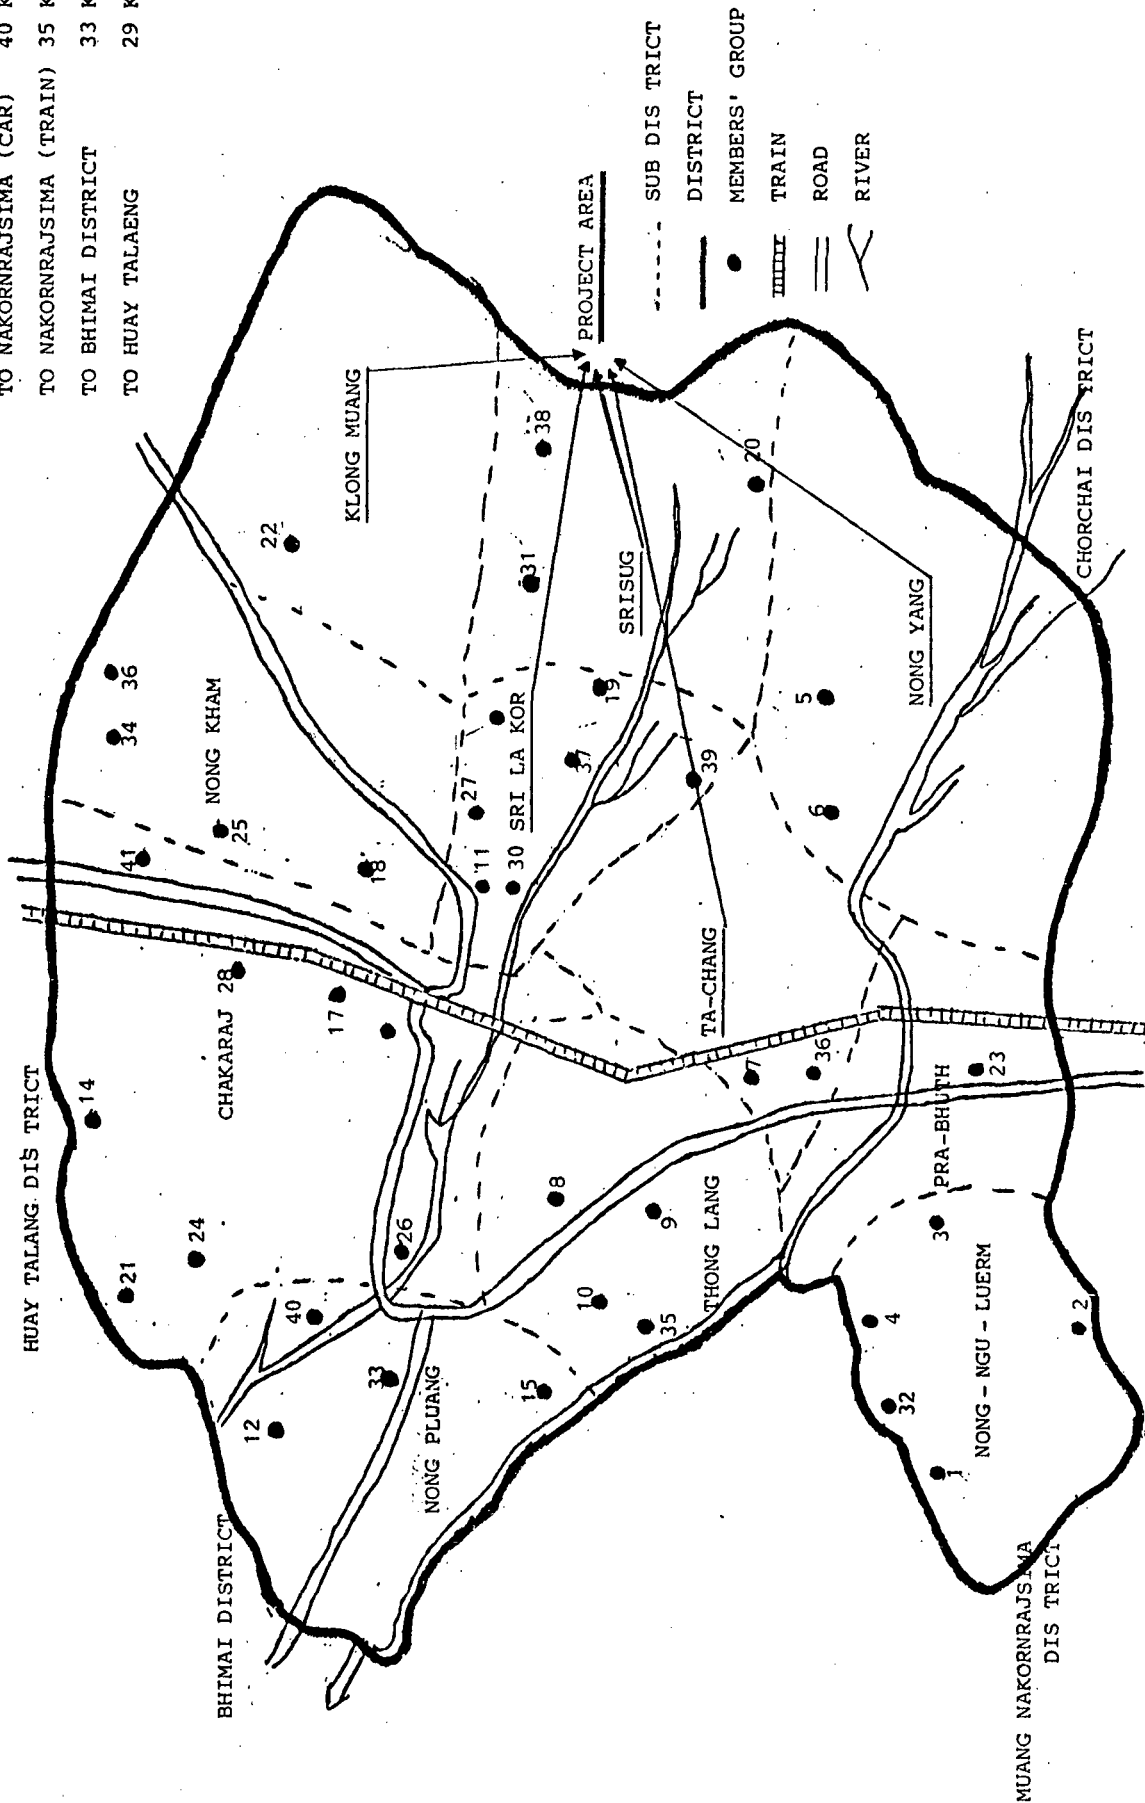 TO NAKORNRAJSIMA (CAR) 40 K
TO NAKORNRAJSIMA (TRAIN) 35 K
TO BHIMAI DISTRICT 33 K
TO HUAY TALAENG 29 K
HUAY TALANG DIS TRICT
BHIMAI DISTRICT
MUANG NAKORNRAJSIMA
DIS TRICT
CHORCHAI DIS TRICT
PROJECT AREA
SUB DIS TRICT
DISTRICT
MEMBERS' GROUP
TRAIN
ROAD
RIVER
KLONG MUANG
SRISUG
NONG YANG
SRI LA KOR
TA-CHANG
NONG KHAM
CHAKARAJ
NONG PLUANG
THONG LANG
PRA-BHUTH
NONG - NGU - LUERM
21
14
24
12
40
33
26
28
17
41
25
34
36
18
22
11
30
27
37
19
31
38
20
39
5
6
7
36
23
8
9
10
35
15
3
4
32
1
2